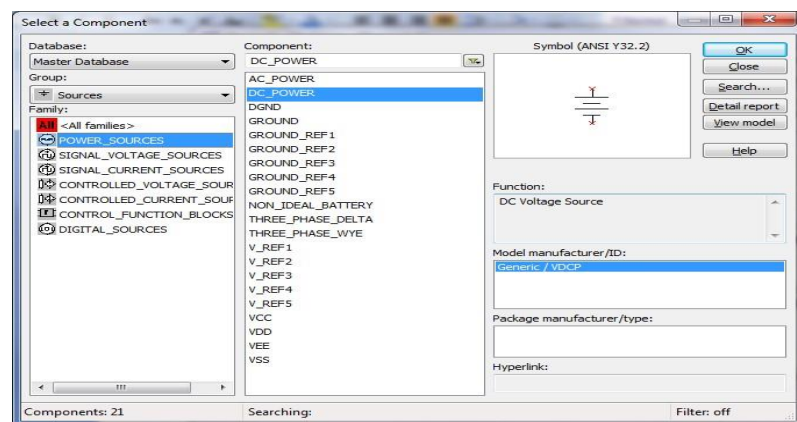 Select a Component
Database:
Master Database
Group:
Sources
Family:
All <All families>
POWER_SOURCES
SIGNAL_VOLTAGE_SOURCES
SIGNAL_CURRENT_SOURCES
CONTROLLED_VOLTAGE_SOUR
CONTROLLED_CURRENT_SOUF
CONTROL_FUNCTION_BLOCKS
DIGITAL_SOURCES
Component:
DC_POWER
AC_POWER
DC_POWER
DGND
GROUND
GROUND_REF1
GROUND_REF2
GROUND_REF3
GROUND_REF4
GROUND_REF5
NON_IDEAL_BATTERY
THREE_PHASE_DELTA
THREE_PHASE_WYE
V_REF1
V_REF2
V_REF3
V_REF4
V_REF5
VCC
VDD
VEE
VSS
Symbol (ANSI Y32.2)
OK
Close
Search...
Detail report
View model
Help
Function:
DC Voltage Source
Model manufacturer/ID:
Generic / VDCP
Package manufacturer/type:
Hyperlink:
Components: 21
Searching:
Filter: off